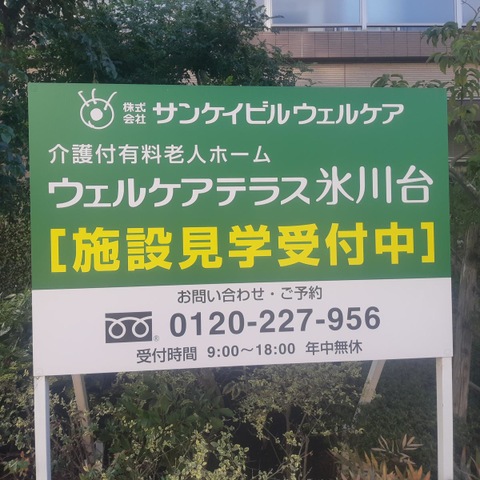 株式会社 サンケイビルウェルケア
介護付有料老人ホーム
ウェルケアテラス氷川台
[施設見学受付中]
お問い合わせ・ご予約
0120-227-956
受付時間 9:00～18:00 年中無休